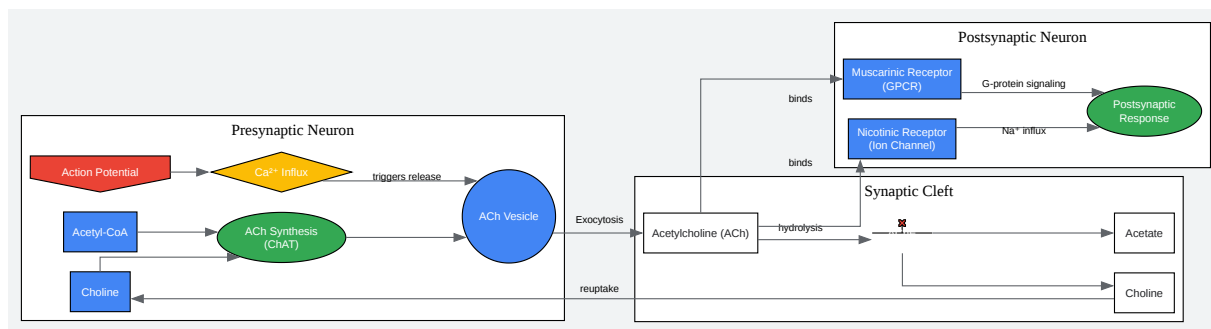 Postsynaptic Neuron
Muscarinic Receptor
(GPCR)
G-protein signaling
binds
Postsynaptic
Response
Nicotinic Receptor
(Ion Channel)
Na⁺ influx
binds
Presynaptic Neuron
Action Potential
Ca²⁺ Influx
triggers release
Acetyl-CoA
ACh Synthesis
(ChAT)
ACh Vesicle
Choline
Exocytosis
Synaptic Cleft
Acetylcholine (ACh)
hydrolysis
Acetate
Choline
reuptake